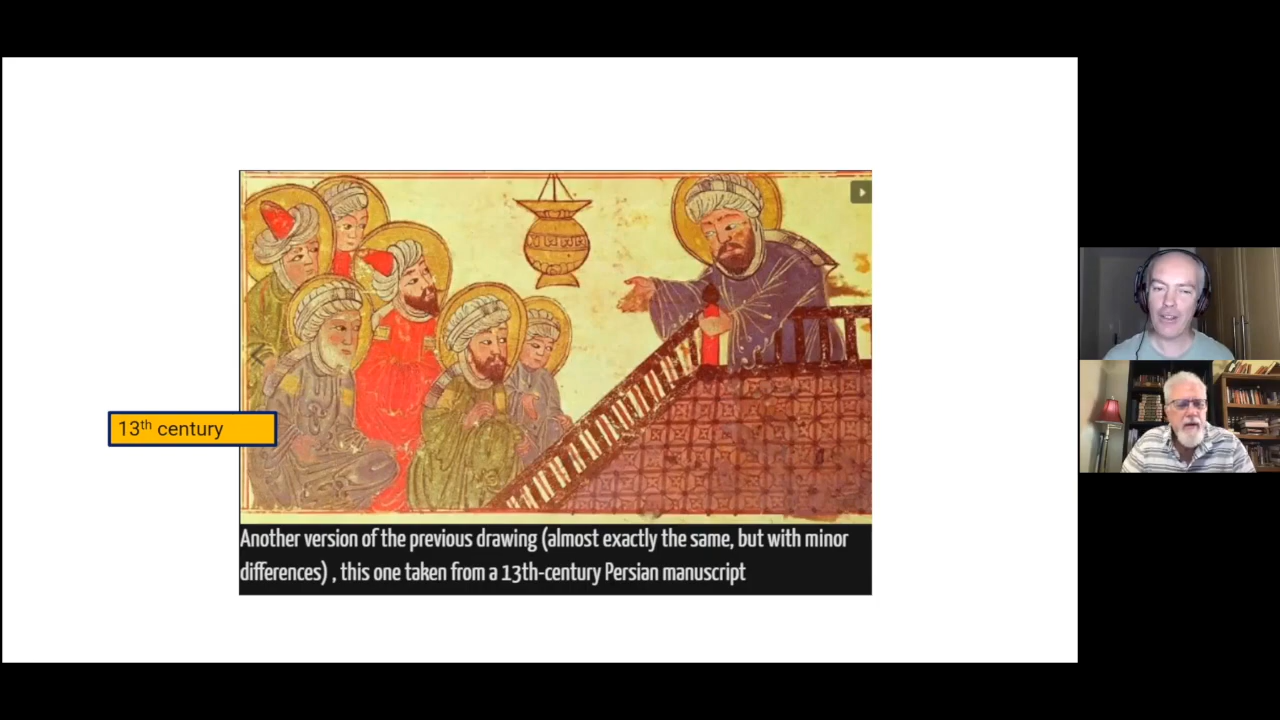 13th century
Another version of the previous drawing (almost exactly the same, but with minor
differences) , this one taken from a 13th-century Persian manuscript